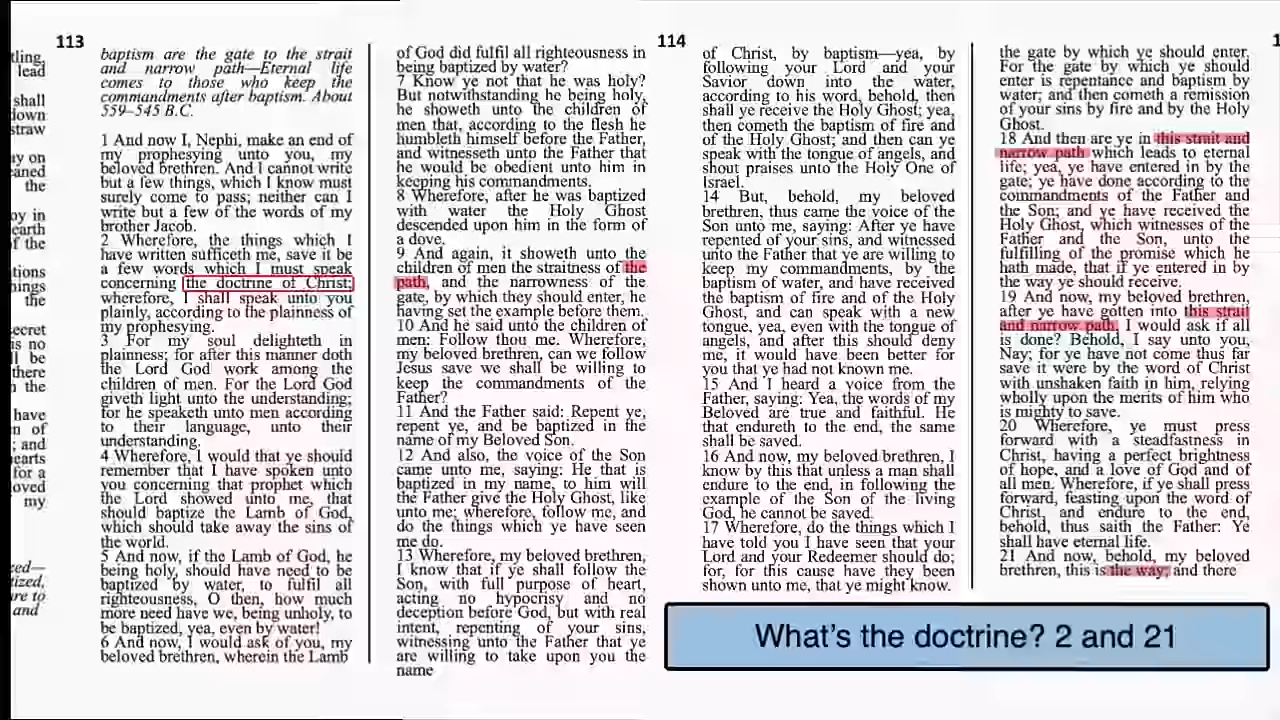 113
tling,
lead
shall
down
straw
ay on
aned
the
by in
earth
of the
tions
hings
the
ecret
is no
ll be
there
n the
have
n of
; and
hearts
for a
loved
my
zed—
tized,
are to
and
baptism are the gate to the strait
and narrow path—Eternal life
comes to those who keep the
commandments after baptism. About
559–545 B.C.
1 And now I, Nephi, make an end of
my prophesying unto you, my
beloved brethren. And I cannot write
but a few things, which I know must
surely come to pass; neither can I
write but a few of the words of my
brother Jacob.
2 Wherefore, the things which I
have written sufficeth me, save it be
a few words which I must speak
concerning the doctrine of Christ;
wherefore, I shall speak unto you
plainly, according to the plainness of
my prophesying.
3 For my soul delighteth in
plainness; for after this manner doth
the Lord God work among the
children of men. For the Lord God
giveth light unto the understanding;
for he speaketh unto men according
to their language, unto their
understanding.
4 Wherefore, I would that ye should
remember that I have spoken unto
you concerning that prophet which
the Lord showed unto me, that
should baptize the Lamb of God,
which should take away the sins of
the world.
5 And now, if the Lamb of God, he
being holy, should have need to be
baptized by water, to fulfil all
righteousness, O then, how much
more need have we, being unholy, to
be baptized, yea, even by water!
6 And now, I would ask of you, my
beloved brethren, wherein the Lamb
of God did fulfil all righteousness in
being baptized by water?
7 Know ye not that he was holy?
But notwithstanding he being holy,
he showeth unto the children of
men that, according to the flesh he
humbleth himself before the Father,
and witnesseth unto the Father that
he would be obedient unto him in
keeping his commandments.
8 Wherefore, after he was baptized
with water the Holy Ghost
descended upon him in the form of
a dove.
9 And again, it showeth unto the
children of men the straitness of the
path, and the narrowness of the
gate, by which they should enter, he
having set the example before them.
10 And he said unto the children of
men: Follow thou me. Wherefore,
my beloved brethren, can we follow
Jesus save we shall be willing to
keep the commandments of the
Father?
11 And the Father said: Repent ye,
repent ye, and be baptized in the
name of my Beloved Son.
12 And also, the voice of the Son
came unto me, saying: He that is
baptized in my name, to him will
the Father give the Holy Ghost, like
unto me; wherefore, follow me, and
do the things which ye have seen
me do.
13 Wherefore, my beloved brethren,
I know that if ye shall follow the
Son, with full purpose of heart,
acting no hypocrisy and no
deception before God, but with real
intent, repenting of your sins,
witnessing unto the Father that ye
are willing to take upon you the
name
114
of Christ, by baptism—yea, by
following your Lord and your
Savior down into the water,
according to his word, behold, then
shall ye receive the Holy Ghost; yea,
then cometh the baptism of fire and
of the Holy Ghost; and then can ye
speak with the tongue of angels, and
shout praises unto the Holy One of
Israel.
14 But, behold, my beloved
brethren, thus came the voice of the
Son unto me, saying: After ye have
repented of your sins, and witnessed
unto the Father that ye are willing to
keep my commandments, by the
baptism of water, and have received
the baptism of fire and of the Holy
Ghost, and can speak with a new
tongue, yea, even with the tongue of
angels, and after this should deny
me, it would have been better for
you that ye had not known me.
15 And I heard a voice from the
Father, saying: Yea, the words of my
Beloved are true and faithful. He
that endureth to the end, the same
shall be saved.
16 And now, my beloved brethren, I
know by this that unless a man shall
endure to the end, in following the
example of the Son of the living
God, he cannot be saved.
17 Wherefore, do the things which I
have told you I have seen that your
Lord and your Redeemer should do;
for, for this cause have they been
shown unto me, that ye might know.
the gate by which ye should enter.
For the gate by which ye should
enter is repentance and baptism by
water; and then cometh a remission
of your sins by fire and by the Holy
Ghost.
18 And then are ye in this strait and
narrow path which leads to eternal
life; yea, ye have entered in by the
gate; ye have done according to the
commandments of the Father and
the Son; and ye have received the
Holy Ghost, which witnesses of the
Father and the Son, unto the
fulfilling of the promise which he
hath made, that if ye entered in by
the way ye should receive.
19 And now, my beloved brethren,
after ye have gotten into this strait
and narrow path, I would ask if all
is done? Behold, I say unto you,
Nay; for ye have not come thus far
save it were by the word of Christ
with unshaken faith in him, relying
wholly upon the merits of him who
is mighty to save.
20 Wherefore, ye must press
forward with a steadfastness in
Christ, having a perfect brightness
of hope, and a love of God and of
all men. Wherefore, if ye shall press
forward, feasting upon the word of
Christ, and endure to the end,
behold, thus saith the Father: Ye
shall have eternal life.
21 And now, behold, my beloved
brethren, this is the way; and there
What's the doctrine? 2 and 21